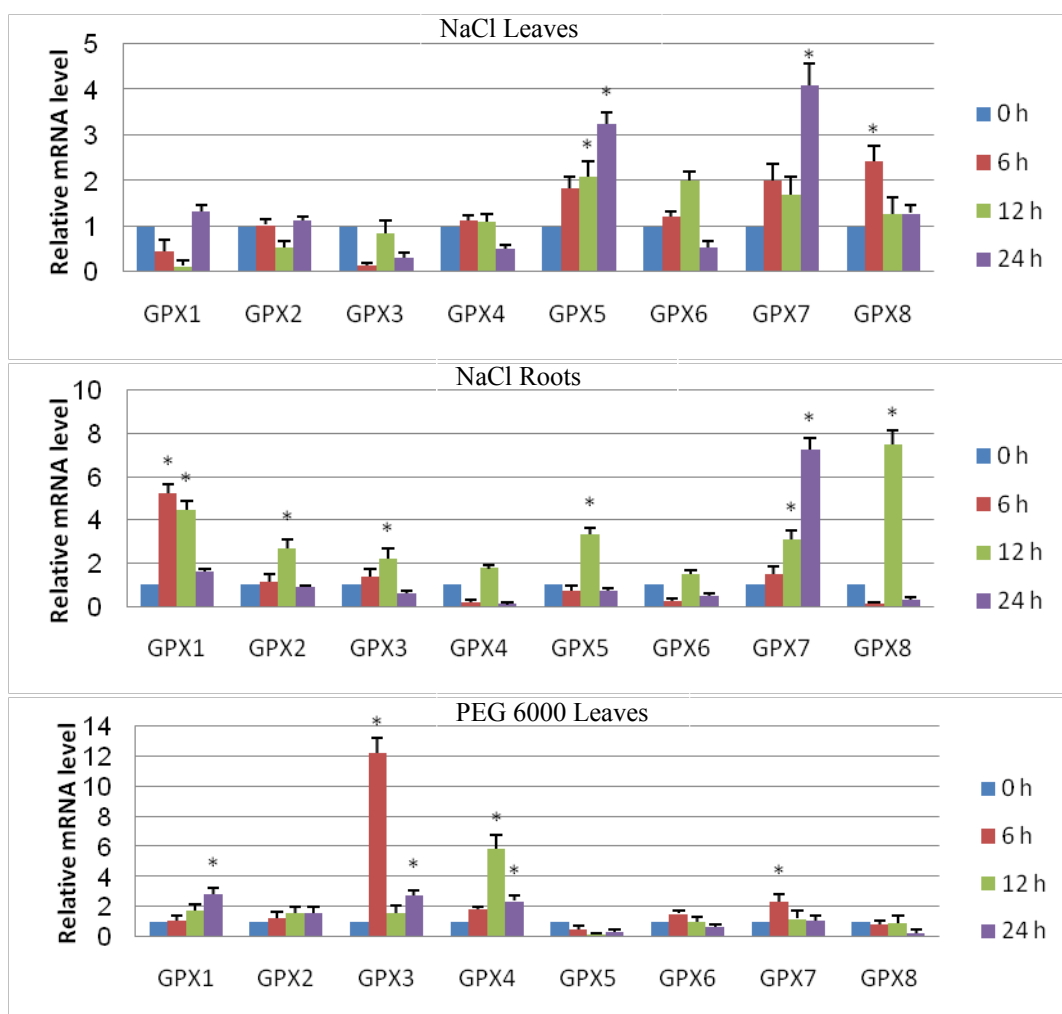 NaCl Leaves
Relative mRNA level
5
4
3
2
1
0
* * * * 
GPX1 GPX2 GPX3 GPX4 GPX5 GPX6 GPX7 GPX8
0 h
6 h
12 h
24 h
NaCl Roots
Relative mRNA level
10
8
6
4
2
0
* * * * * * * *
GPX1 GPX2 GPX3 GPX4 GPX5 GPX6 GPX7 GPX8
0 h
6 h
12 h
24 h
PEG 6000 Leaves
Relative mRNA level
14
12
10
8
6
4
2
0
* * * * * *
GPX1 GPX2 GPX3 GPX4 GPX5 GPX6 GPX7 GPX8
0 h
6 h
12 h
24 h